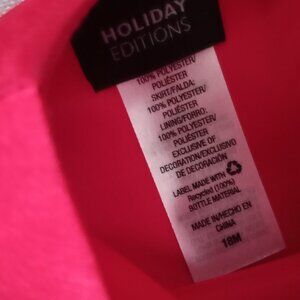 HOLIDAY
EDITIONS
100% POLYESTER/
POLIÉSTER
SKIRT/FALDA:
100% POLYESTER/
POLIÉSTER
LINING/FORRO:
100% POLYESTER/
POLIÉSTER
EXCLUSIVE OF
DECORATION/EXCLUSIVO
DE DECORACIÓN
LABEL MADE WITH
Recycled (100%)
BOTTLE MATERIAL
MADE IN/HECHO EN
CHINA
18M